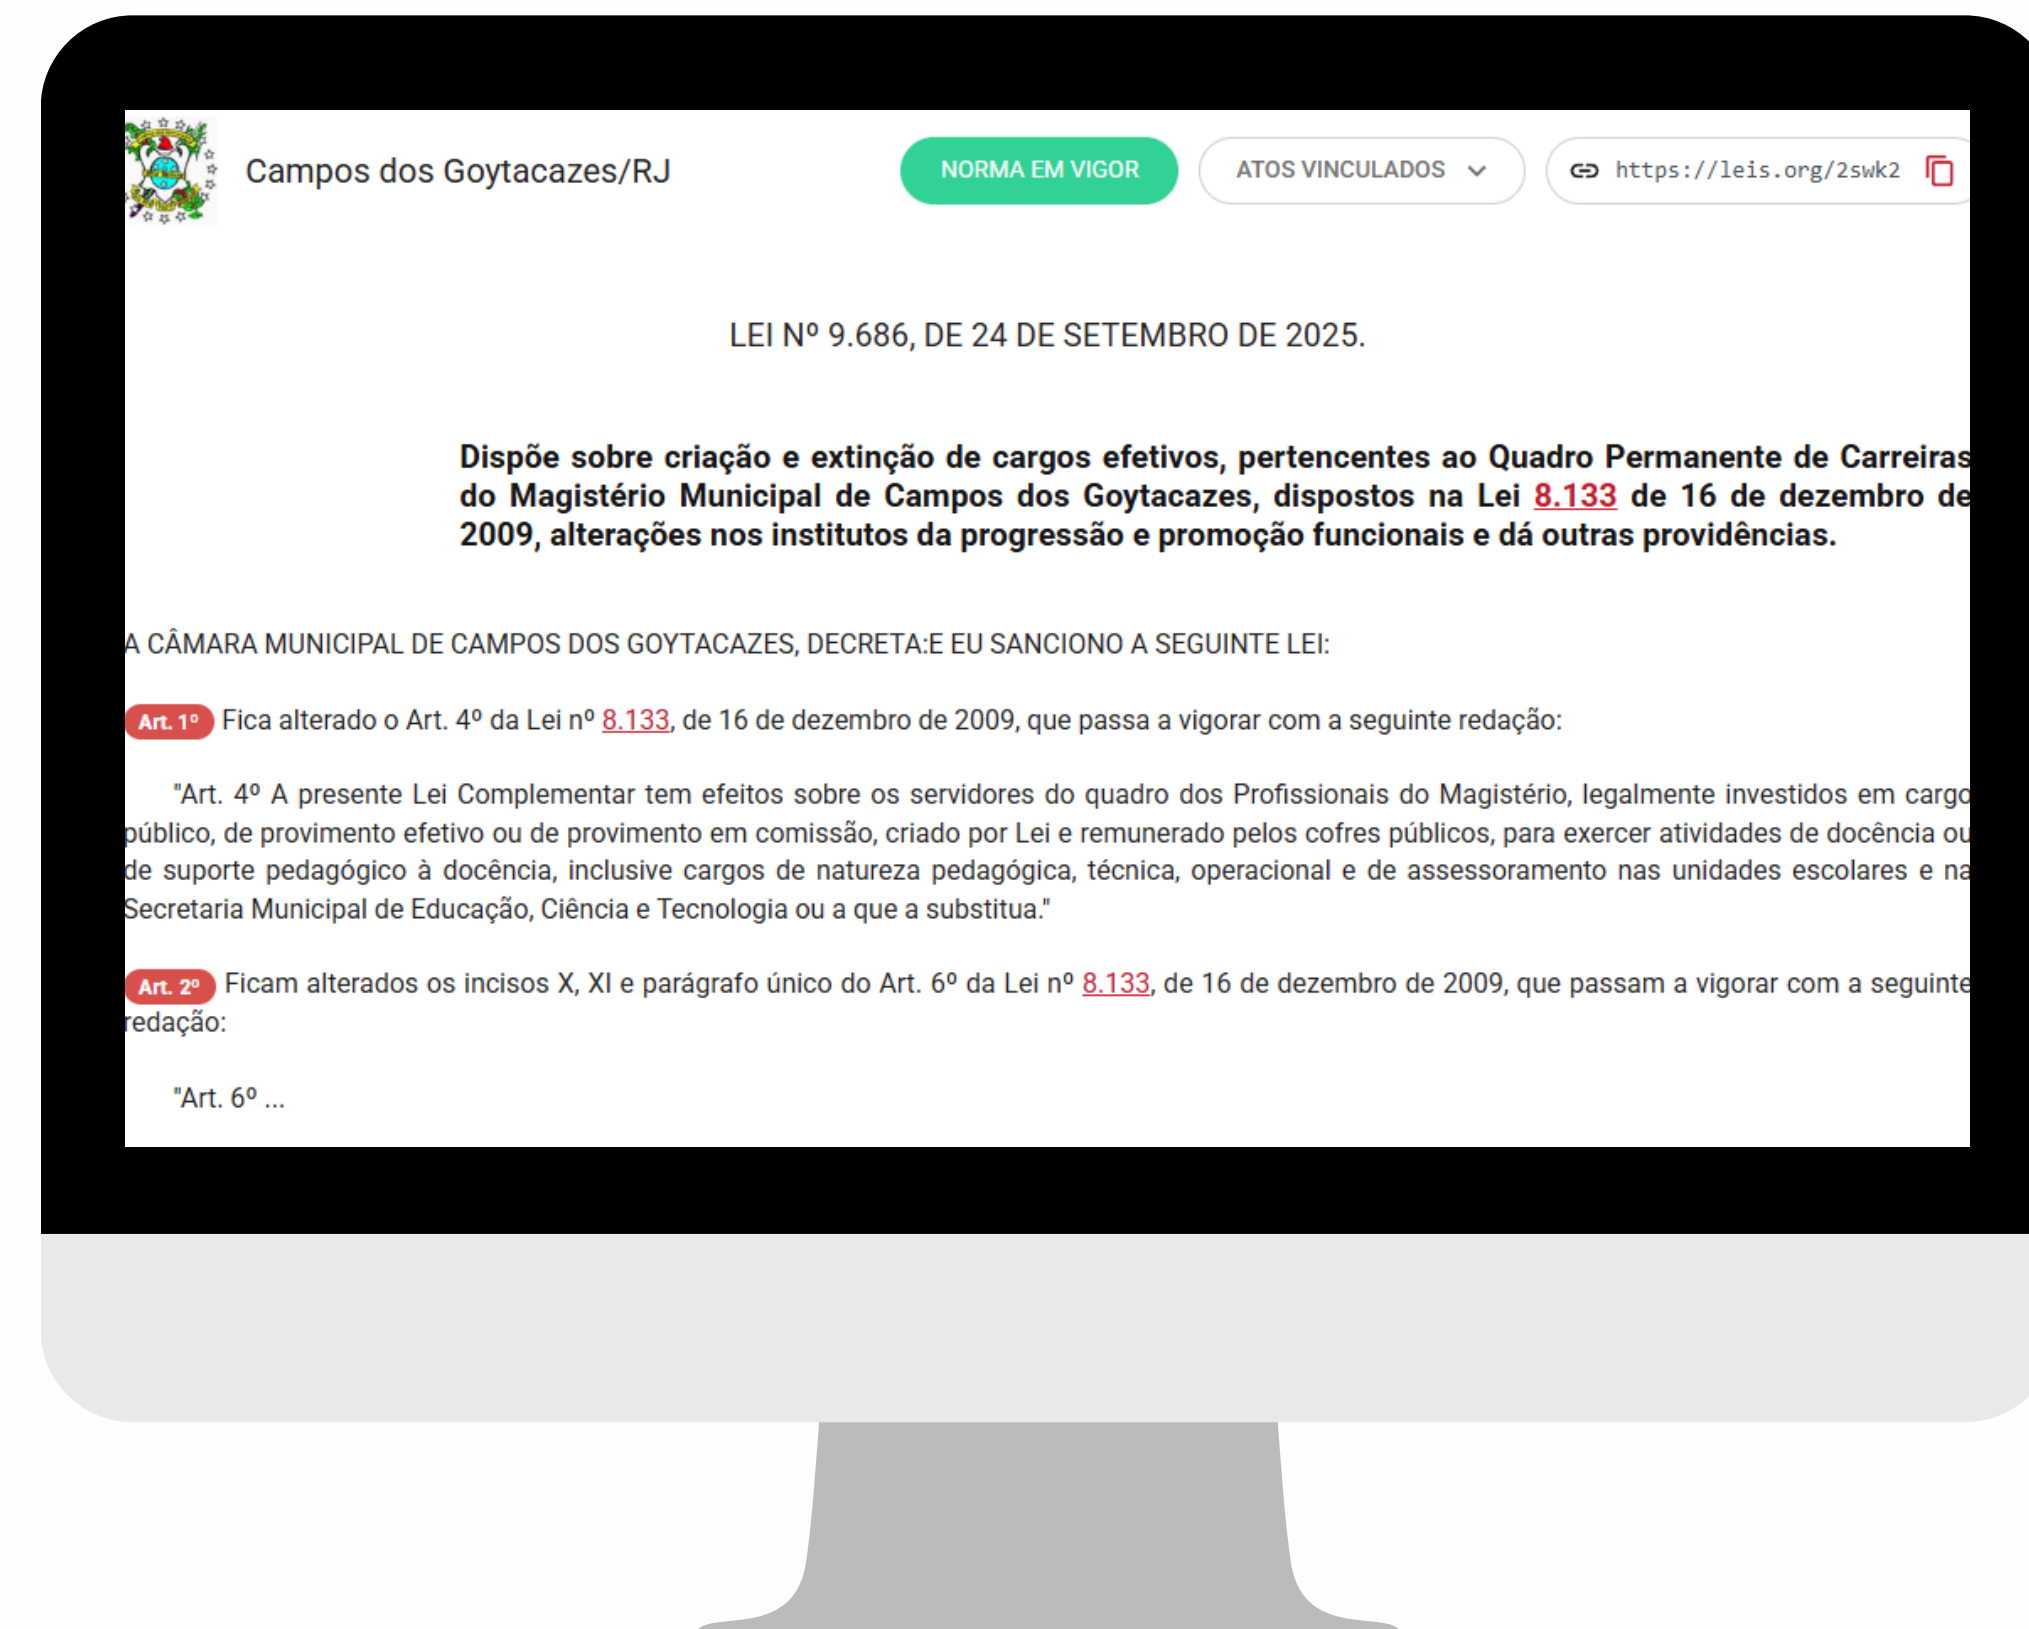 Campos dos Goytacazes/RJ
NORMA EM VIGOR
ATOS VINCULADOS
https://leis.org/2swk2
LEI Nº 9.686, DE 24 DE SETEMBRO DE 2025.
Dispõe sobre criação e extinção de cargos efetivos, pertencentes ao Quadro Permanente de Carreiras
do Magistério Municipal de Campos dos Goytacazes, dispostos na Lei 8.133 de 16 de dezembro de
2009, alterações nos institutos da progressão e promoção funcionais e dá outras providências.
A CÂMARA MUNICIPAL DE CAMPOS DOS GOYTACAZES, DECRETA:E EU SANCIONO A SEGUINTE LEI:
Art. 1º Fica alterado o Art. 4º da Lei nº 8.133, de 16 de dezembro de 2009, que passa a vigorar com a seguinte redação:
"Art. 4º A presente Lei Complementar tem efeitos sobre os servidores do quadro dos Profissionais do Magistério, legalmente investidos em cargo
público, de provimento efetivo ou de provimento em comissão, criado por Lei e remunerado pelos cofres públicos, para exercer atividades de docência ou
de suporte pedagógico à docência, inclusive cargos de natureza pedagógica, técnica, operacional e de assessoramento nas unidades escolares e na
Secretaria Municipal de Educação, Ciência e Tecnologia ou a que a substitua."
Art. 2º Ficam alterados os incisos X, XI e parágrafo único do Art. 6º da Lei nº 8.133, de 16 de dezembro de 2009, que passam a vigorar com a seguinte
redação:
"Art. 6º ...